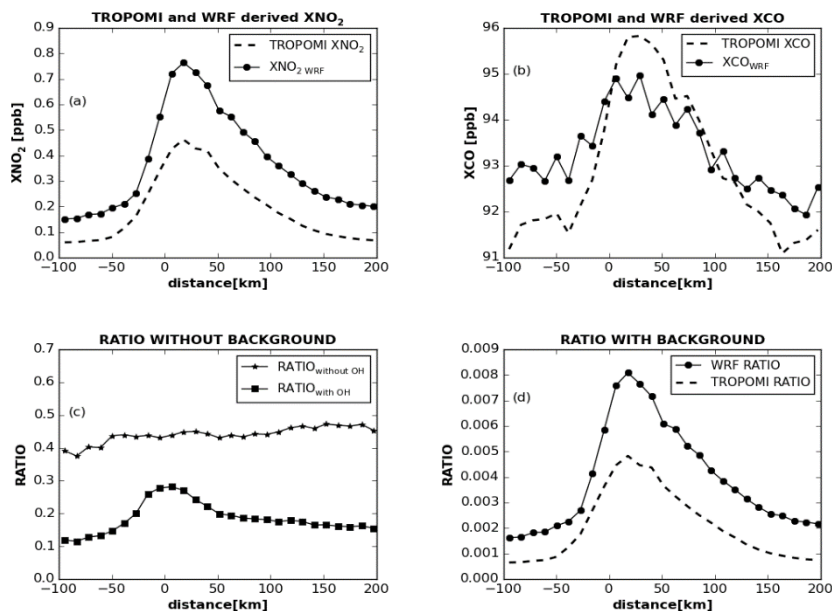 TROPOMI and WRF derived XNO₂
0.9
0.8
0.7
0.6
0.5
0.4
0.3
0.2
0.1
0.0
XNO₂ [ppb]
(a)
TROPOMI XNO₂
XNO₂ WRF
−100 −50 0 50 100 150 200
distance[km]
TROPOMI and WRF derived XCO
96
95
94
93
92
91
XCO [ppb]
(b)
TROPOMI XCO
XCO_WRF
−100 −50 0 50 100 150 200
distance[km]
RATIO WITHOUT BACKGROUND
0.7
0.6
0.5
0.4
0.3
0.2
0.1
0.0
RATIO
(c)
RATIO_without OH
RATIO_with OH
−100 −50 0 50 100 150 200
distance[km]
RATIO WITH BACKGROUND
0.009
0.008
0.007
0.006
0.005
0.004
0.003
0.002
0.001
0.000
RATIO
(d)
WRF RATIO
TROPOMI RATIO
−100 −50 0 50 100 150 200
distance[km]